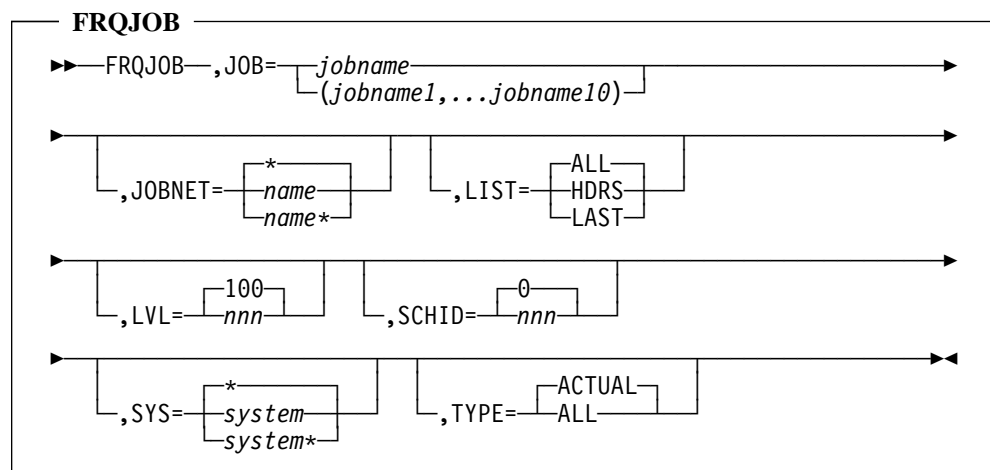 FRQJOB
FRQJOB ,JOB= jobname
(jobname1,...jobname10)
* ALL
,JOBNET= name ,LIST= HDRS
name* LAST
100 0
,LVL= nnn ,SCHID= nnn
* ACTUAL
,SYS= system ,TYPE= ALL
system*